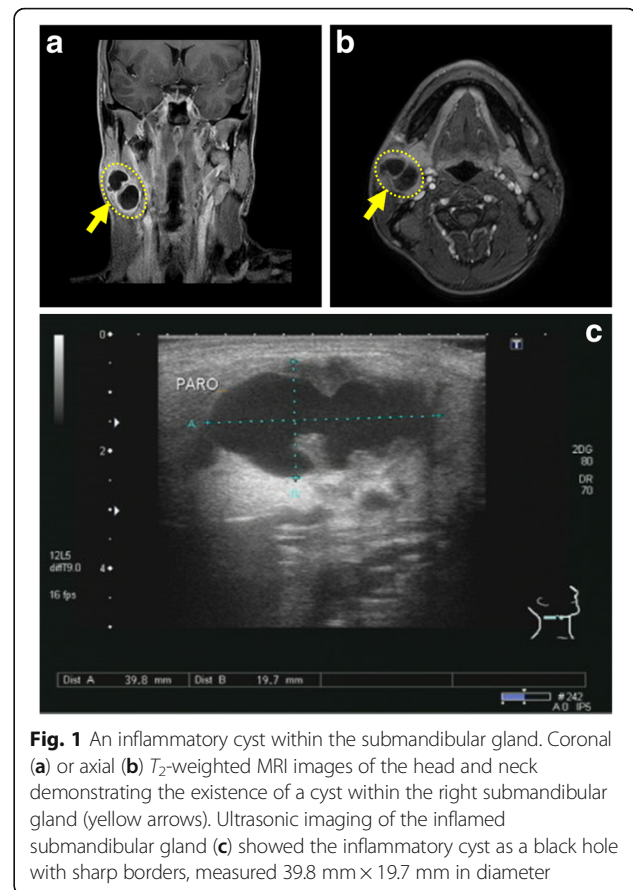 a
b
c
0
T
PARO
A
2
2DG
80
DR
70
12L5
diffT9.0
4
16 fps
Dist A 39.8 mm Dist B 19.7 mm
#242
A 0 IP5
Fig. 1 An inflammatory cyst within the submandibular gland. Coronal
(a) or axial (b) T2-weighted MRI images of the head and neck
demonstrating the existence of a cyst within the right submandibular
gland (yellow arrows). Ultrasonic imaging of the inflamed
submandibular gland (c) showed the inflammatory cyst as a black hole
with sharp borders, measured 39.8 mm × 19.7 mm in diameter